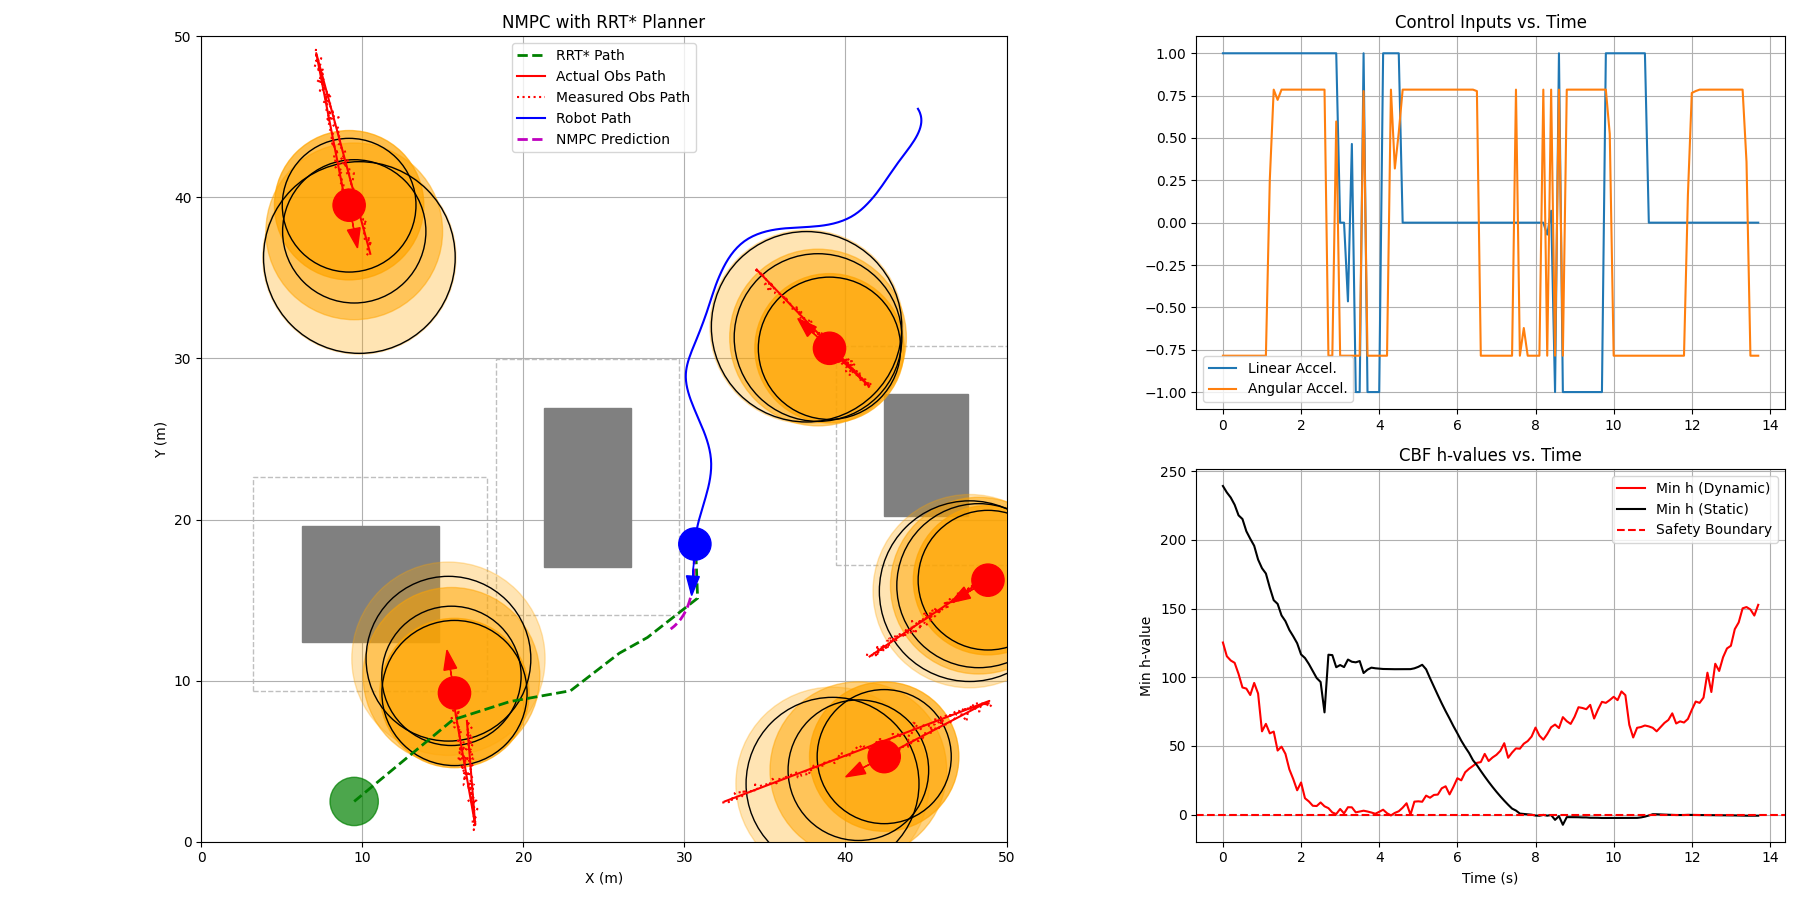 NMPC with RRT* Planner
RRT* Path
Actual Obs Path
Measured Obs Path
Robot Path
NMPC Prediction
50
40
30
20
10
0
Y (m)
0 10 20 30 40 50
X (m)
Control Inputs vs. Time
1.00
0.75
0.50
0.25
0.00
−0.25
−0.50
−0.75
−1.00
Linear Accel.
Angular Accel.
0 2 4 6 8 10 12 14
CBF h-values vs. Time
Min h (Dynamic)
Min h (Static)
Safety Boundary
250
200
150
100
50
0
Min h-value
0 2 4 6 8 10 12 14
Time (s)